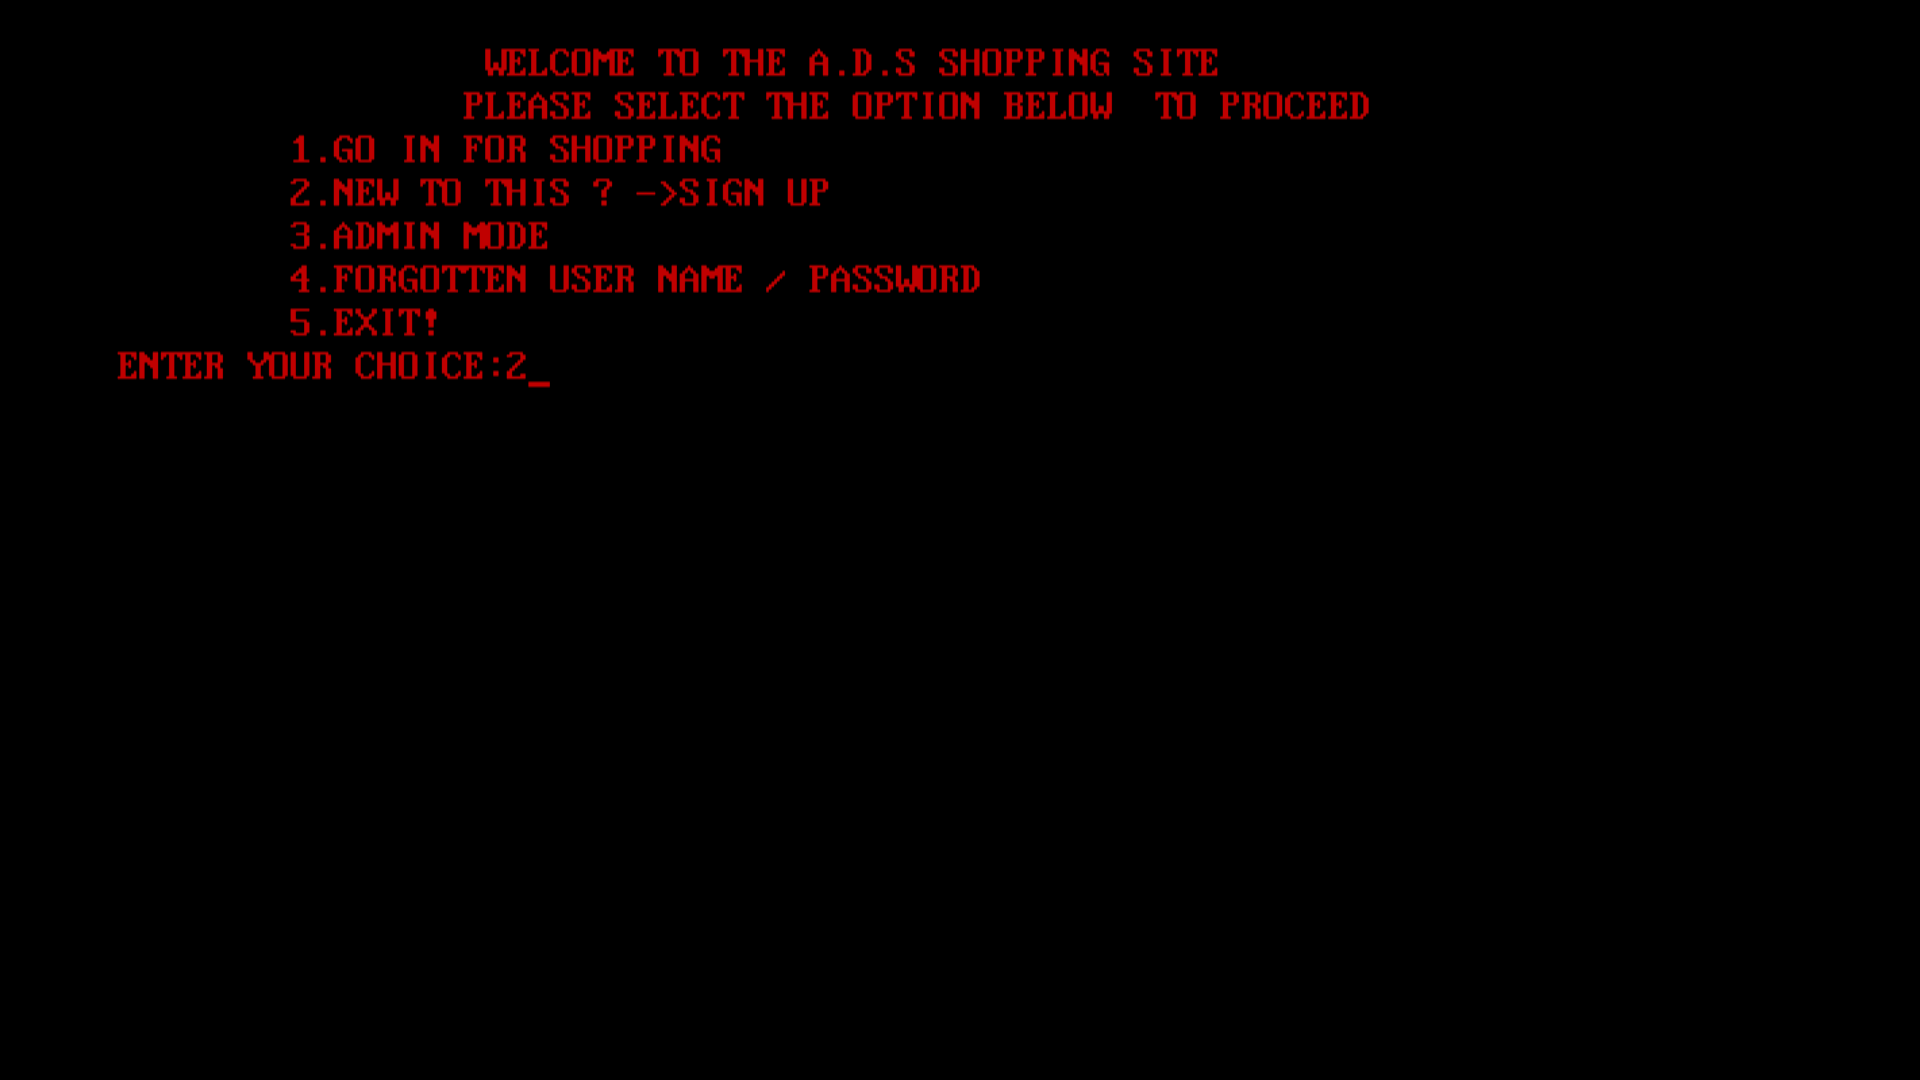 WELCOME TO THE A.D.S SHOPPING SITE
PLEASE SELECT THE OPTION BELOW  TO PROCEED
1.GO IN FOR SHOPPING
2.NEW TO THIS ? ->SIGN UP
3.ADMIN MODE
4.FORGOTTEN USER NAME / PASSWORD
5.EXIT!
ENTER YOUR CHOICE:2_